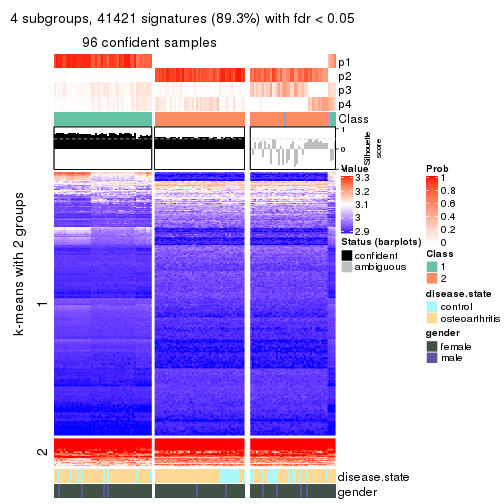 4 subgroups, 41421 signatures (89.3%) with fdr < 0.05
96 confident samples
p1
p2
p3
p4
Class
1
0
Silhouette
score
k-means with 2 groups
1
2
disease.state
gender
Value
3.3
3.2
3.1
3
2.9
Status (barplots)
confident
ambiguous
Prob
1
0.8
0.6
0.4
0.2
0
Class
1
2
disease.state
control
osteoarthritis
gender
female
male